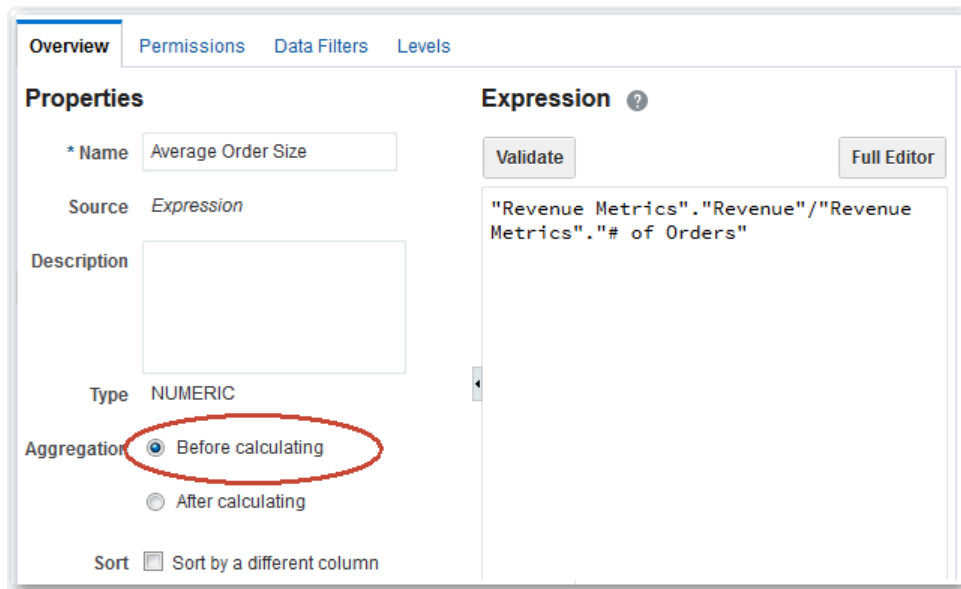 Overview Permissions Data Filters Levels
Properties
* Name Average Order Size
Source Expression
Description
Type NUMERIC
Aggregation Before calculating
After calculating
Sort Sort by a different column
Expression ?
Validate Full Editor
"Revenue Metrics"."Revenue"/"Revenue
Metrics"."# of Orders"